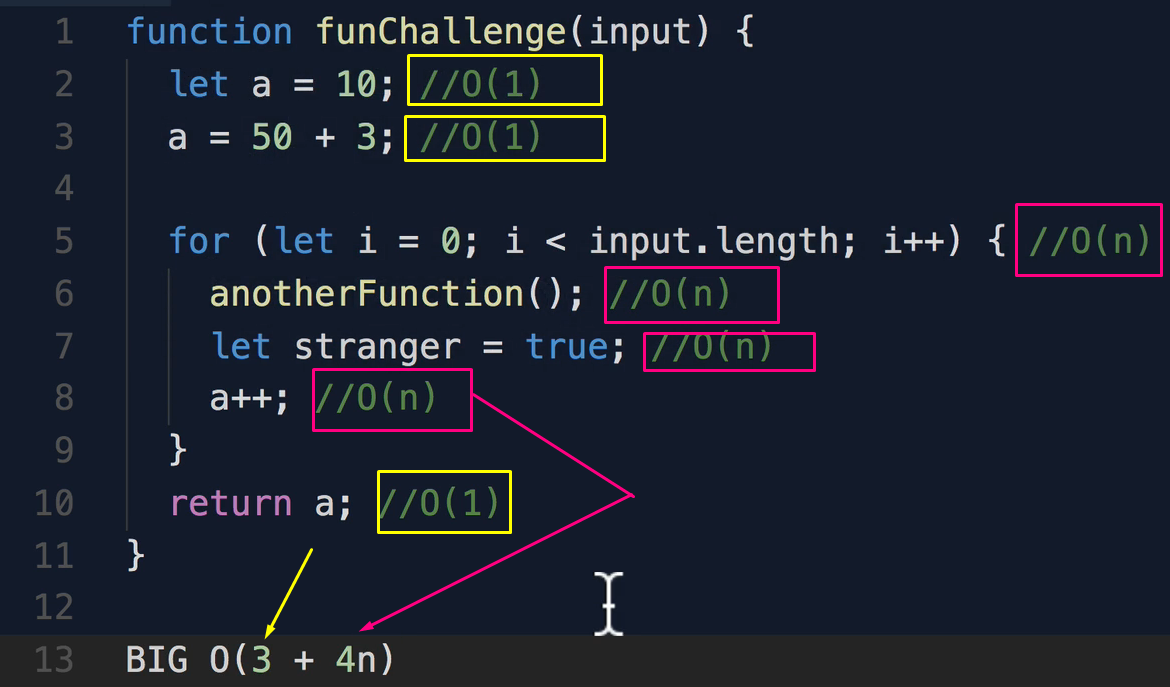 1 function funChallenge(input) {
2 let a = 10; //O(1)
3 a = 50 + 3; //O(1)
4
5 for (let i = 0; i < input.length; i++) { //O(n)
6 anotherFunction(); //O(n)
7 let stranger = true; //O(n)
8 a++; //O(n)
9 }
10 return a; //O(1)
11 }
12
13 BIG O(3 + 4n)